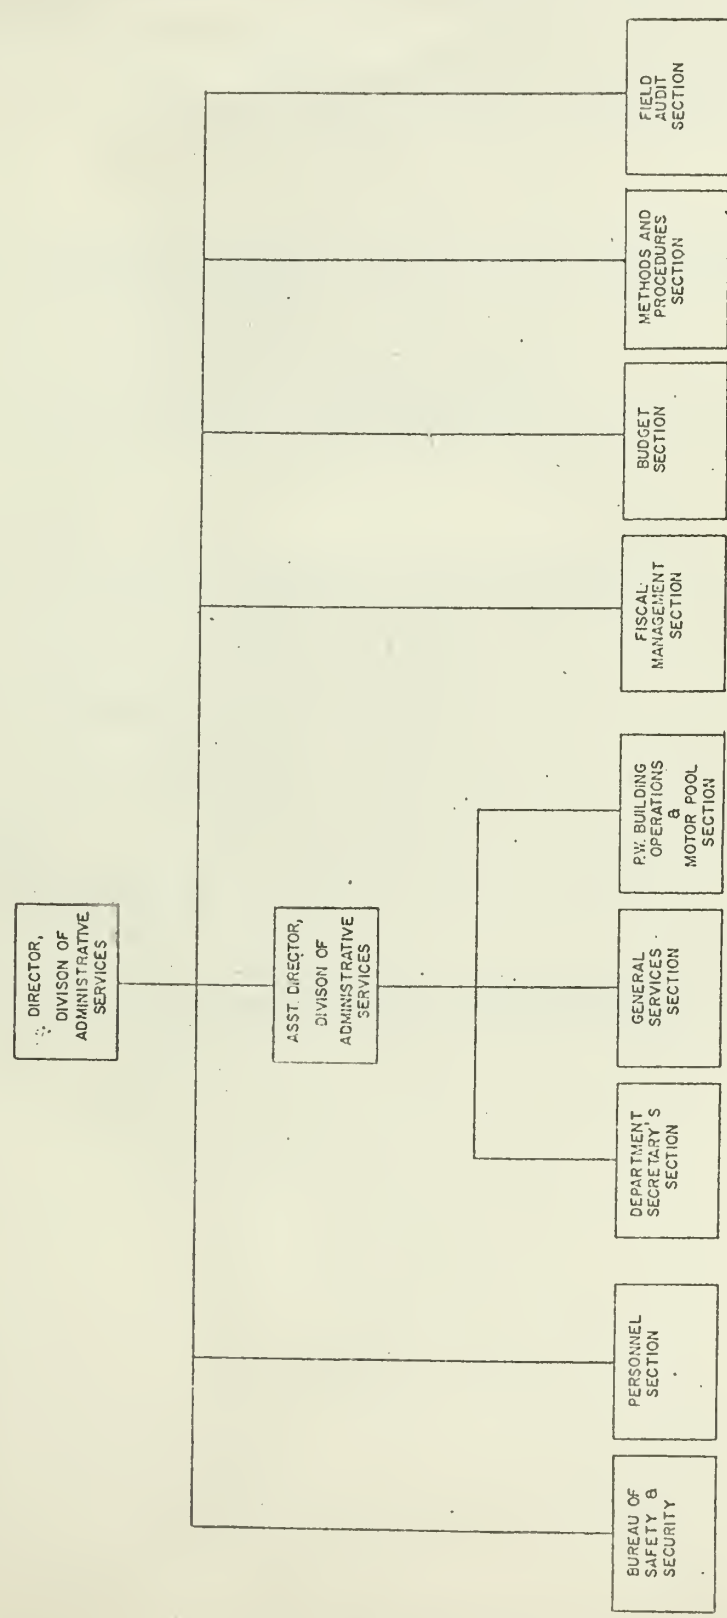 DIRECTOR,
DIVISON OF
ADMINISTRATIVE
SERVICES
ASST. DIRECTOR,
DIVISON OF
ADMINISTRATIVE
SERVICES
BUREAU OF
SAFETY &
SECURITY
PERSONNEL
SECTION
DEPARTMENT
SECRETARY'S
SECTION
GENERAL
SERVICES
SECTION
P.W. BUILDING
OPERATIONS
&
MOTOR POOL
SECTION
FISCAL
MANAGEMENT
SECTION
BUDGET
SECTION
METHODS AND
PROCEDURES
SECTION
FIELD
AUDIT
SECTION